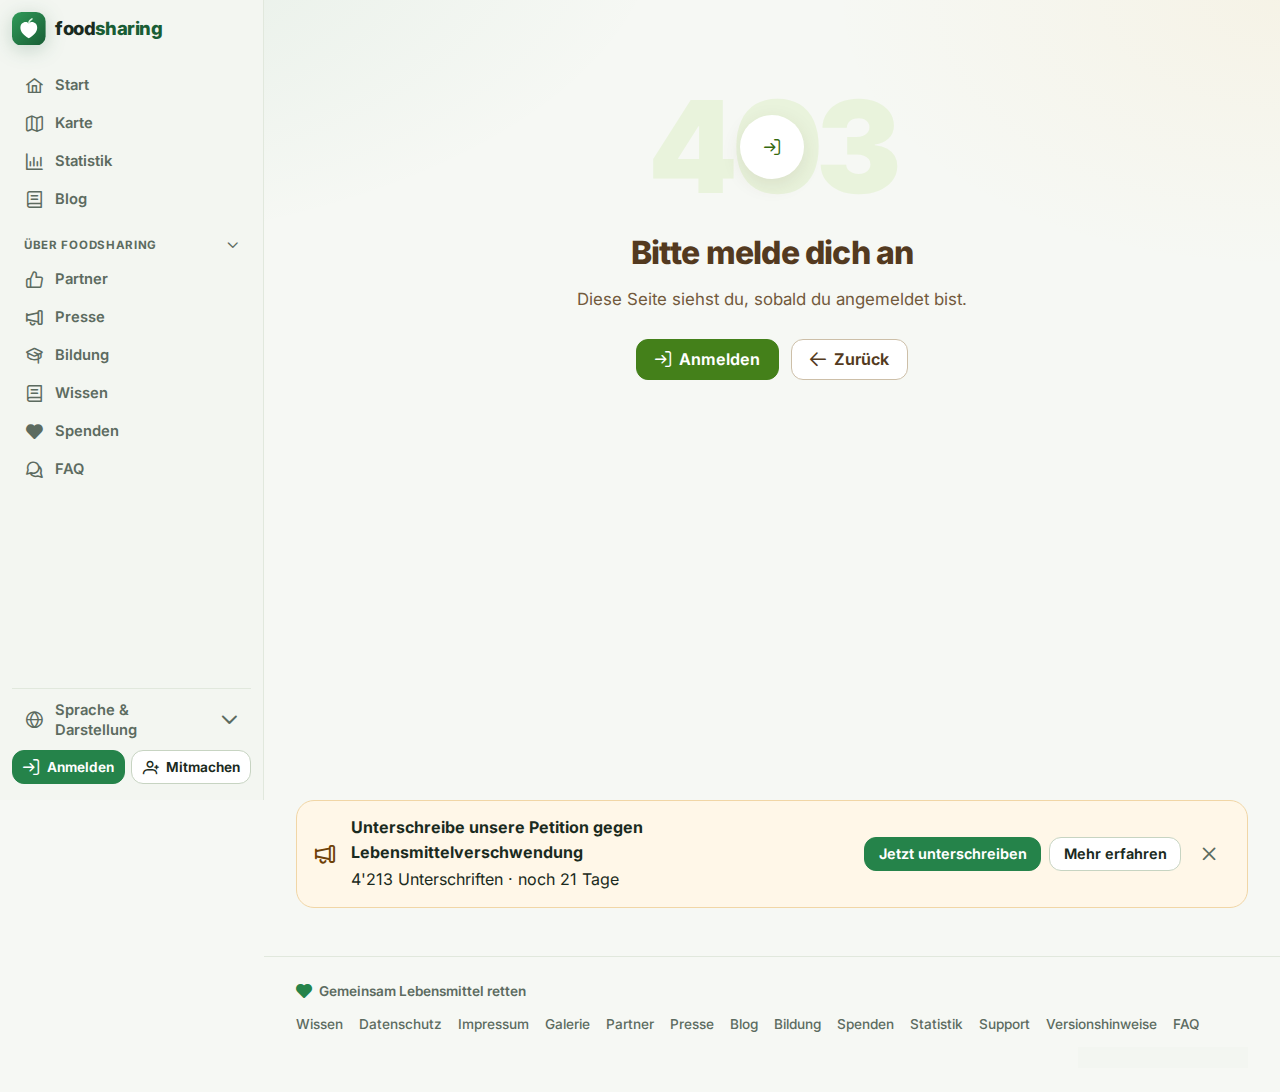 foodsharing
Start
Karte
Statistik
Blog
ÜBER FOODSHARING
Partner
Presse
Bildung
Wissen
Spenden
FAQ
Sprache &
Darstellung
Anmelden
Mitmachen
403
Bitte melde dich an
Diese Seite siehst du, sobald du angemeldet bist.
Anmelden
Zurück
Unterschreibe unsere Petition gegen
Lebensmittelverschwendung
4'213 Unterschriften · noch 21 Tage
Jetzt unterschreiben
Mehr erfahren
Gemeinsam Lebensmittel retten
Wissen Datenschutz Impressum Galerie Partner Presse Blog Bildung Spenden Statistik Support Versionshinweise FAQ